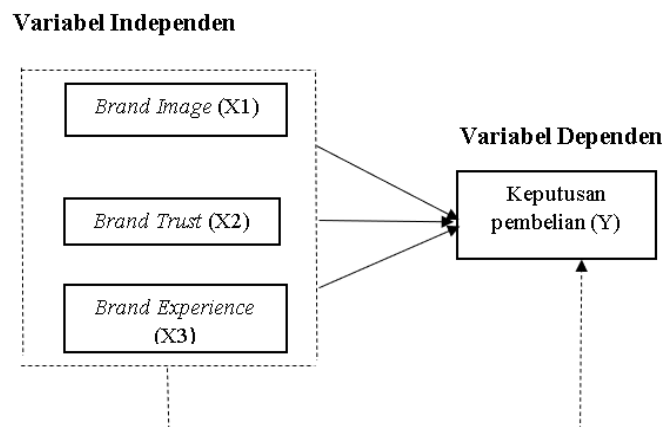 Variabel Independen
Brand Image (X1)
Variabel Dependen
Keputusan
pembelian (Y)
Brand Trust (X2)
Brand Experience
(X3)